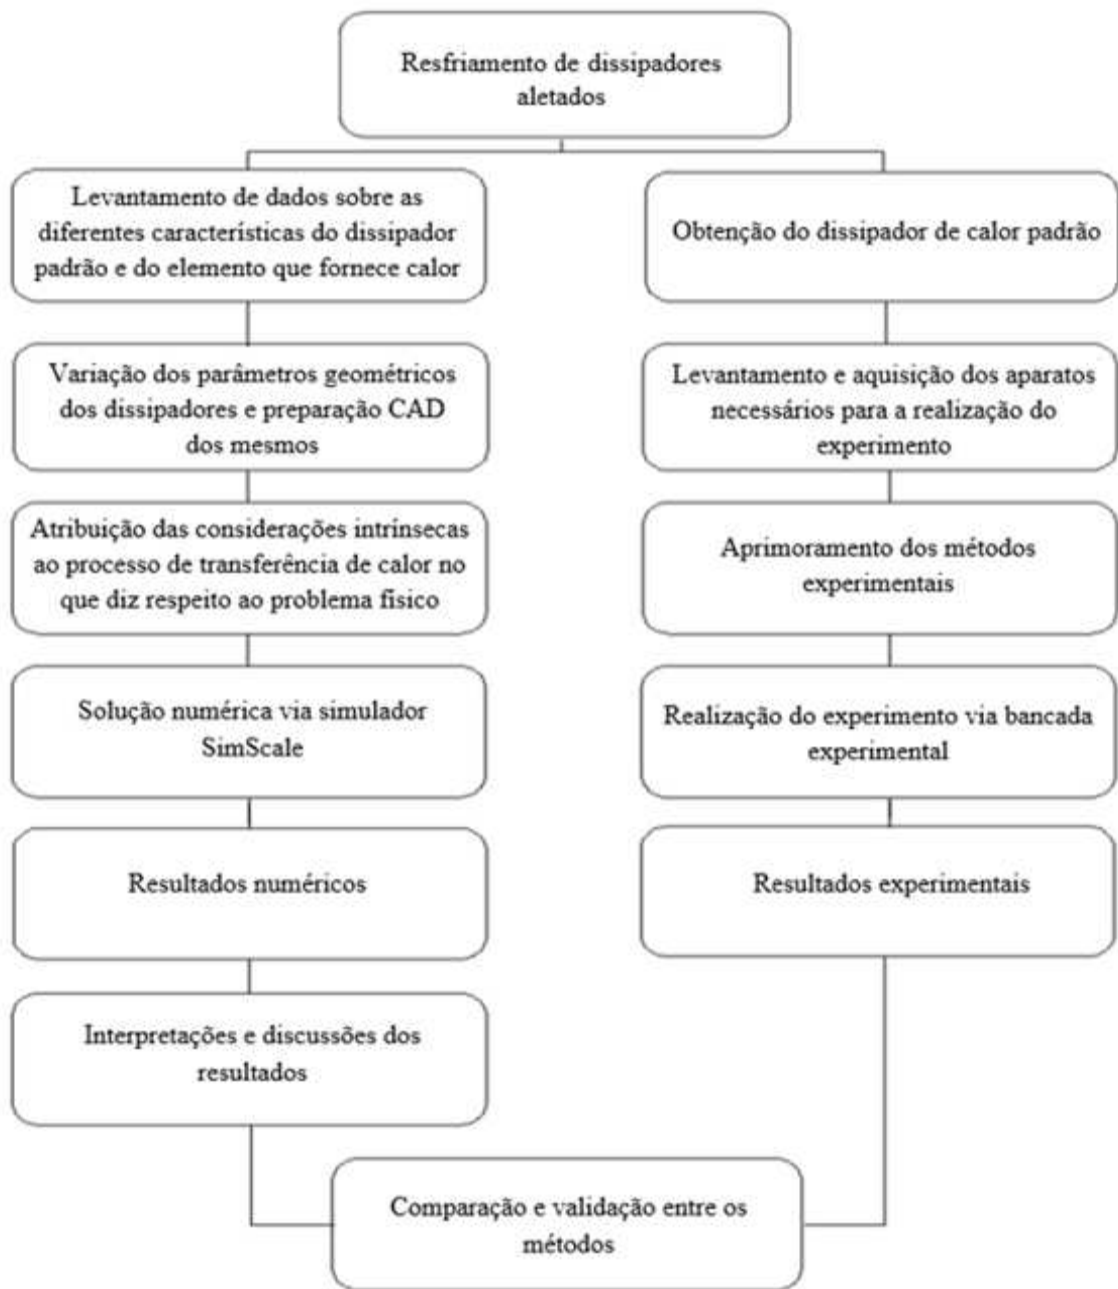 Resfriamento de dissipadores
aletados
Levantamento de dados sobre as
diferentes características do dissipador
padrão e do elemento que fornece calor
Variação dos parâmetros geométricos
dos dissipadores e preparação CAD
dos mesmos
Atribuição das considerações intrínsecas
ao processo de transferência de calor no
que diz respeito ao problema físico
Solução numérica via simulador
SimScale
Resultados numéricos
Interpretações e discussões dos
resultados
Obtenção do dissipador de calor padrão
Levantamento e aquisição dos aparatos
necessários para a realização do
experimento
Aprimoramento dos métodos
experimentais
Realização do experimento via bancada
experimental
Resultados experimentais
Comparação e validação entre os
métodos